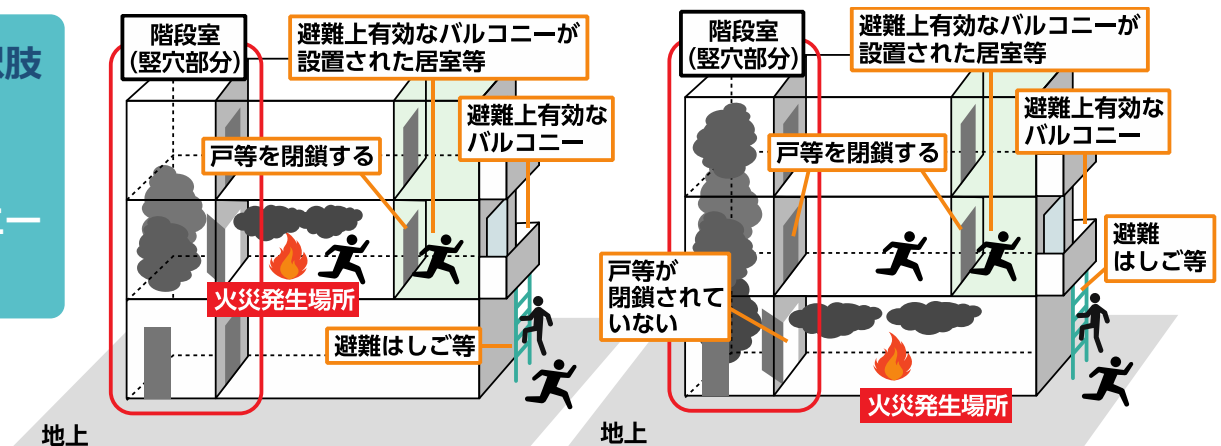 択肢
ニー
階段室
(竪穴部分)
避難上有効なバルコニーが
設置された居室等
避難上有効な
バルコニー
戸等を閉鎖する
火災発生場所
避難はしご等
地上
階段室
(竪穴部分)
避難上有効なバルコニーが
設置された居室等
避難上有効な
バルコニー
戸等を閉鎖する
避難
はしご等
戸等が
閉鎖されて
いない
火災発生場所
地上